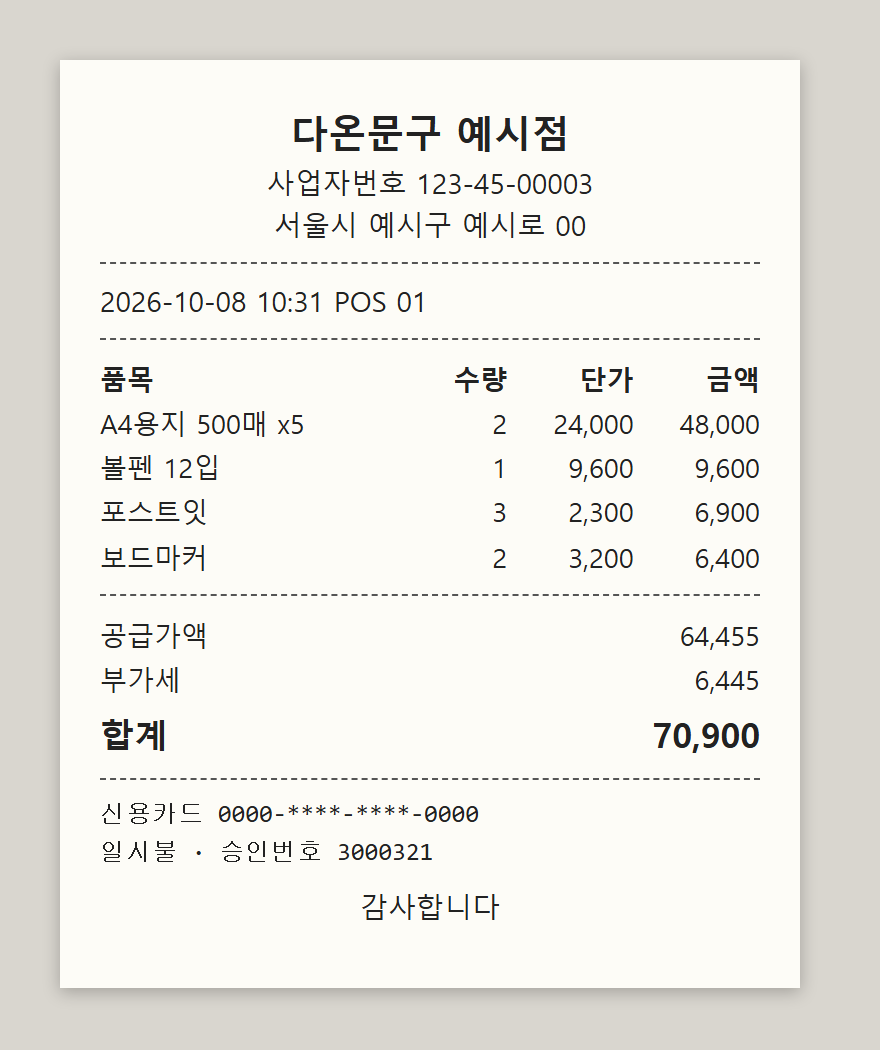 다온문구 예시점
사업자번호 123-45-00003
서울시 예시구 예시로 00
2026-10-08 10:31 POS 01
품목 수량 단가 금액
A4용지 500매 x5 2 24,000 48,000
볼펜 12입 1 9,600 9,600
포스트잇 3 2,300 6,900
보드마커 2 3,200 6,400
공급가액 64,455
부가세 6,445
합계 70,900
신용카드 0000-****-****-0000
일시불 · 승인번호 3000321
감사합니다